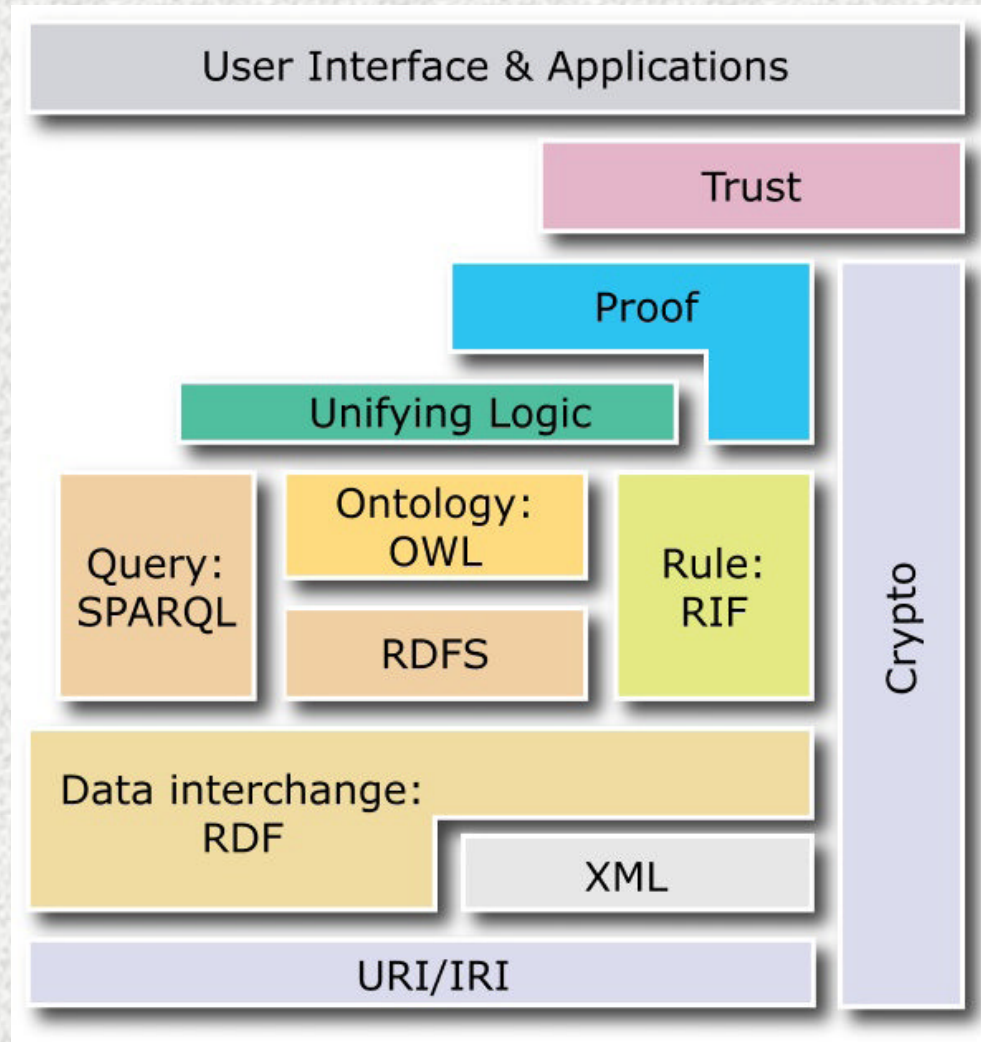 User Interface & Applications
Trust
Proof
Unifying Logic
Query:
SPARQL
Ontology:
OWL
RDFS
Rule:
RIF
Crypto
Data interchange:
RDF
XML
URI/IRI